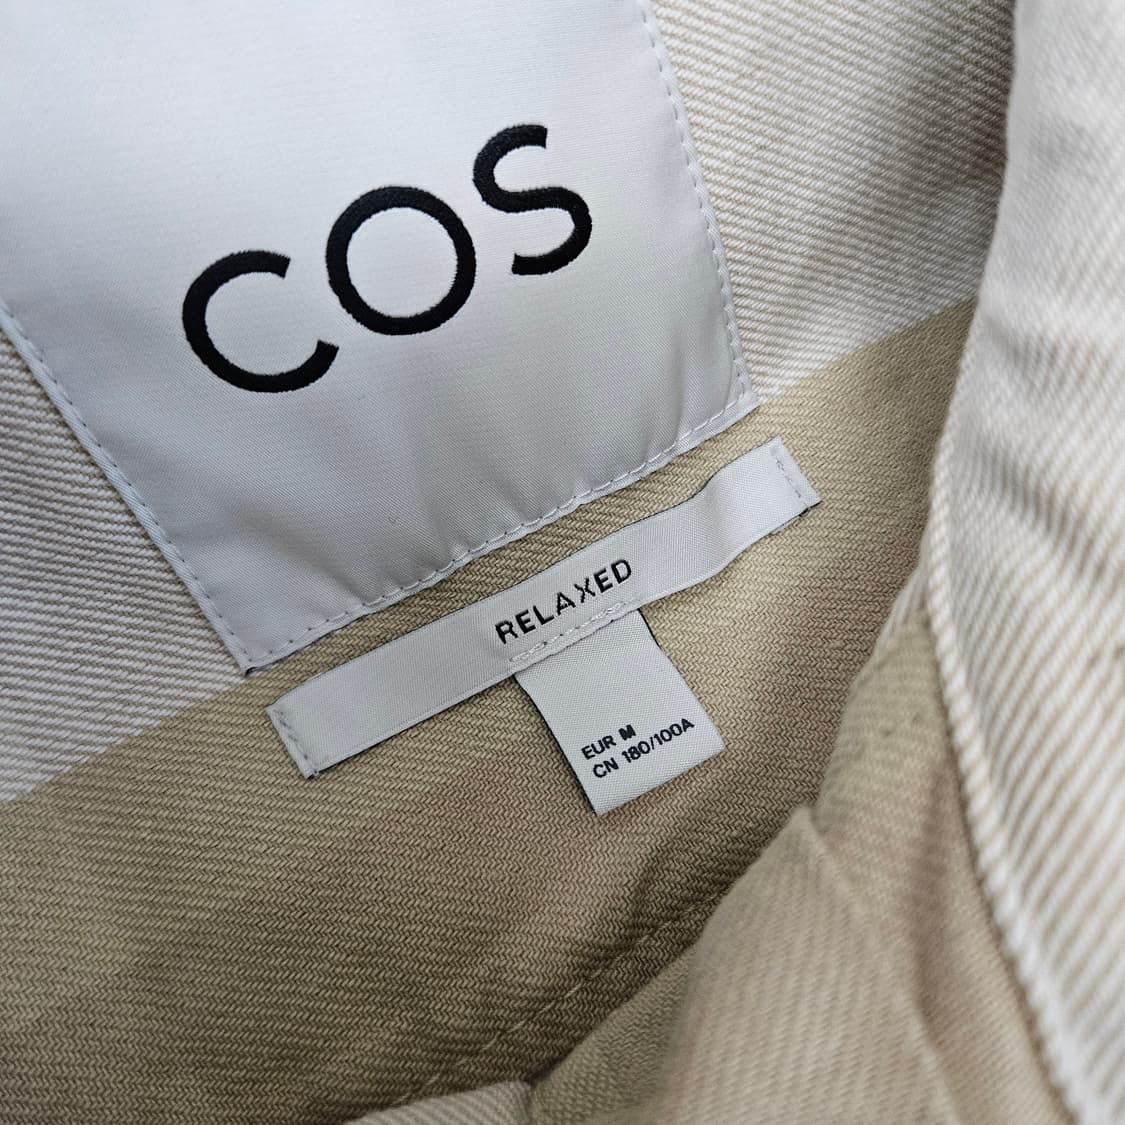 COS
RELAXED
EUR M
CN 180/100A